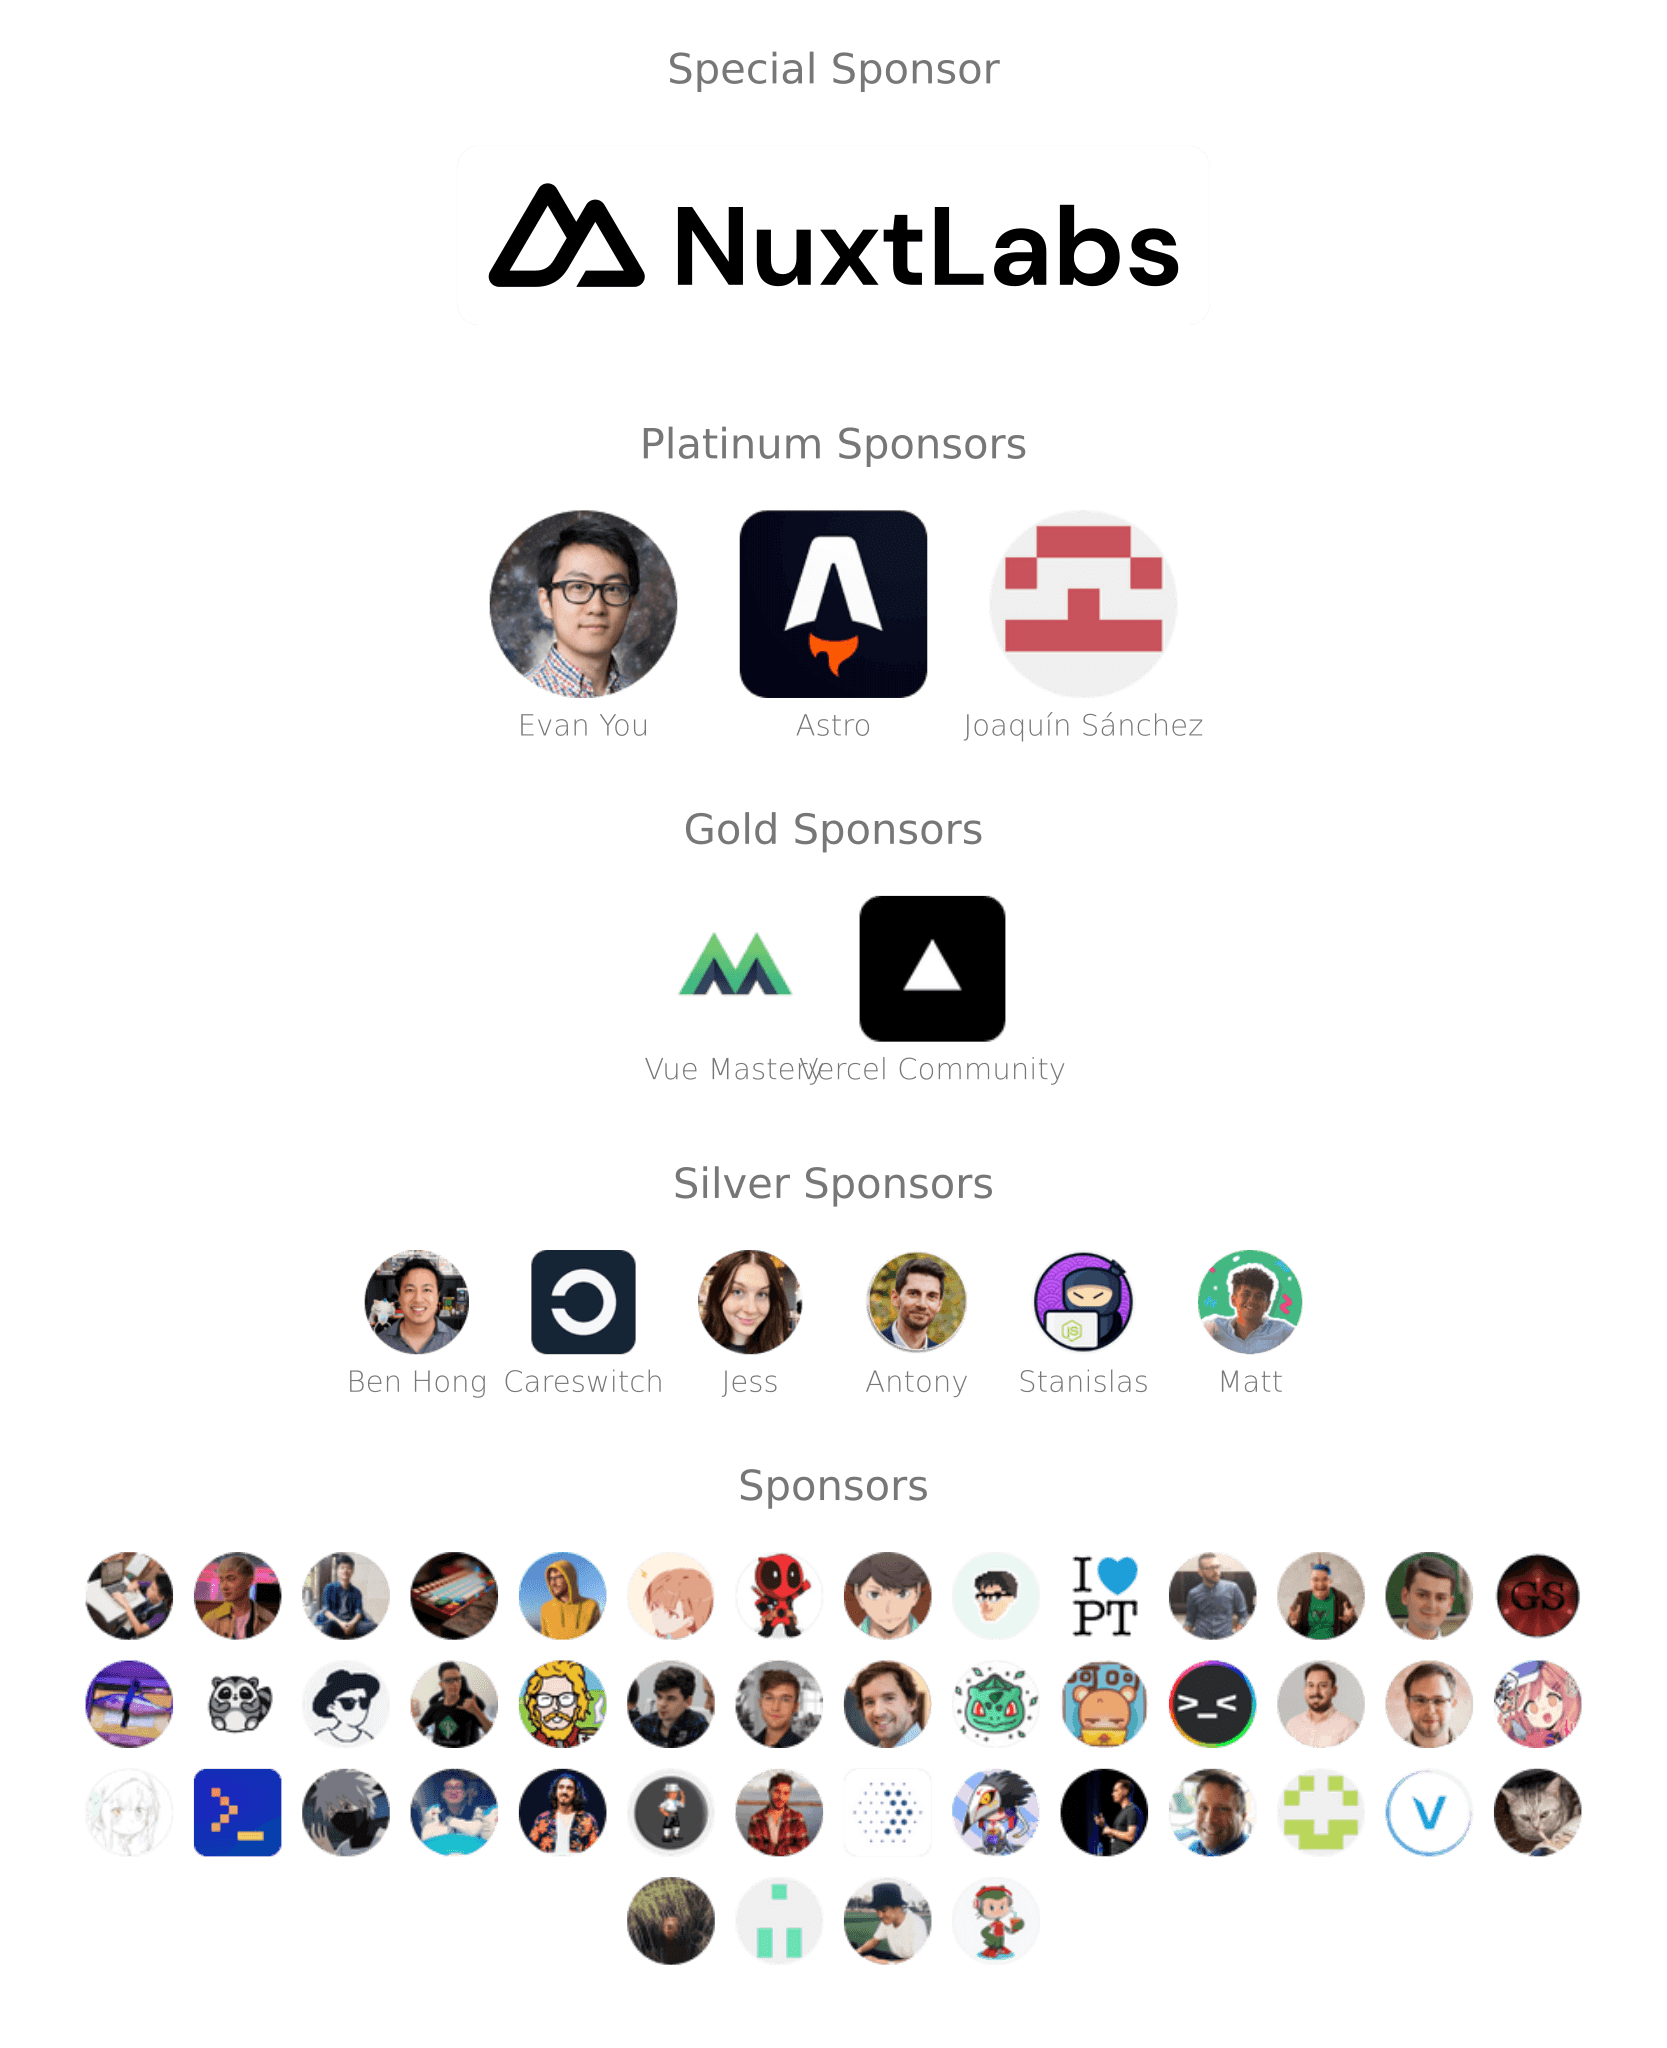 Special Sponsor
NuxtLabs
Platinum Sponsors
Evan You
Astro
Joaquín Sánchez
Gold Sponsors
Vue Mastery
Vercel Community
Silver Sponsors
JS
Ben Hong
Careswitch
Jess
Antony
Stanislas
Matt
Sponsors
I
PT
GS
>_<
>_
V